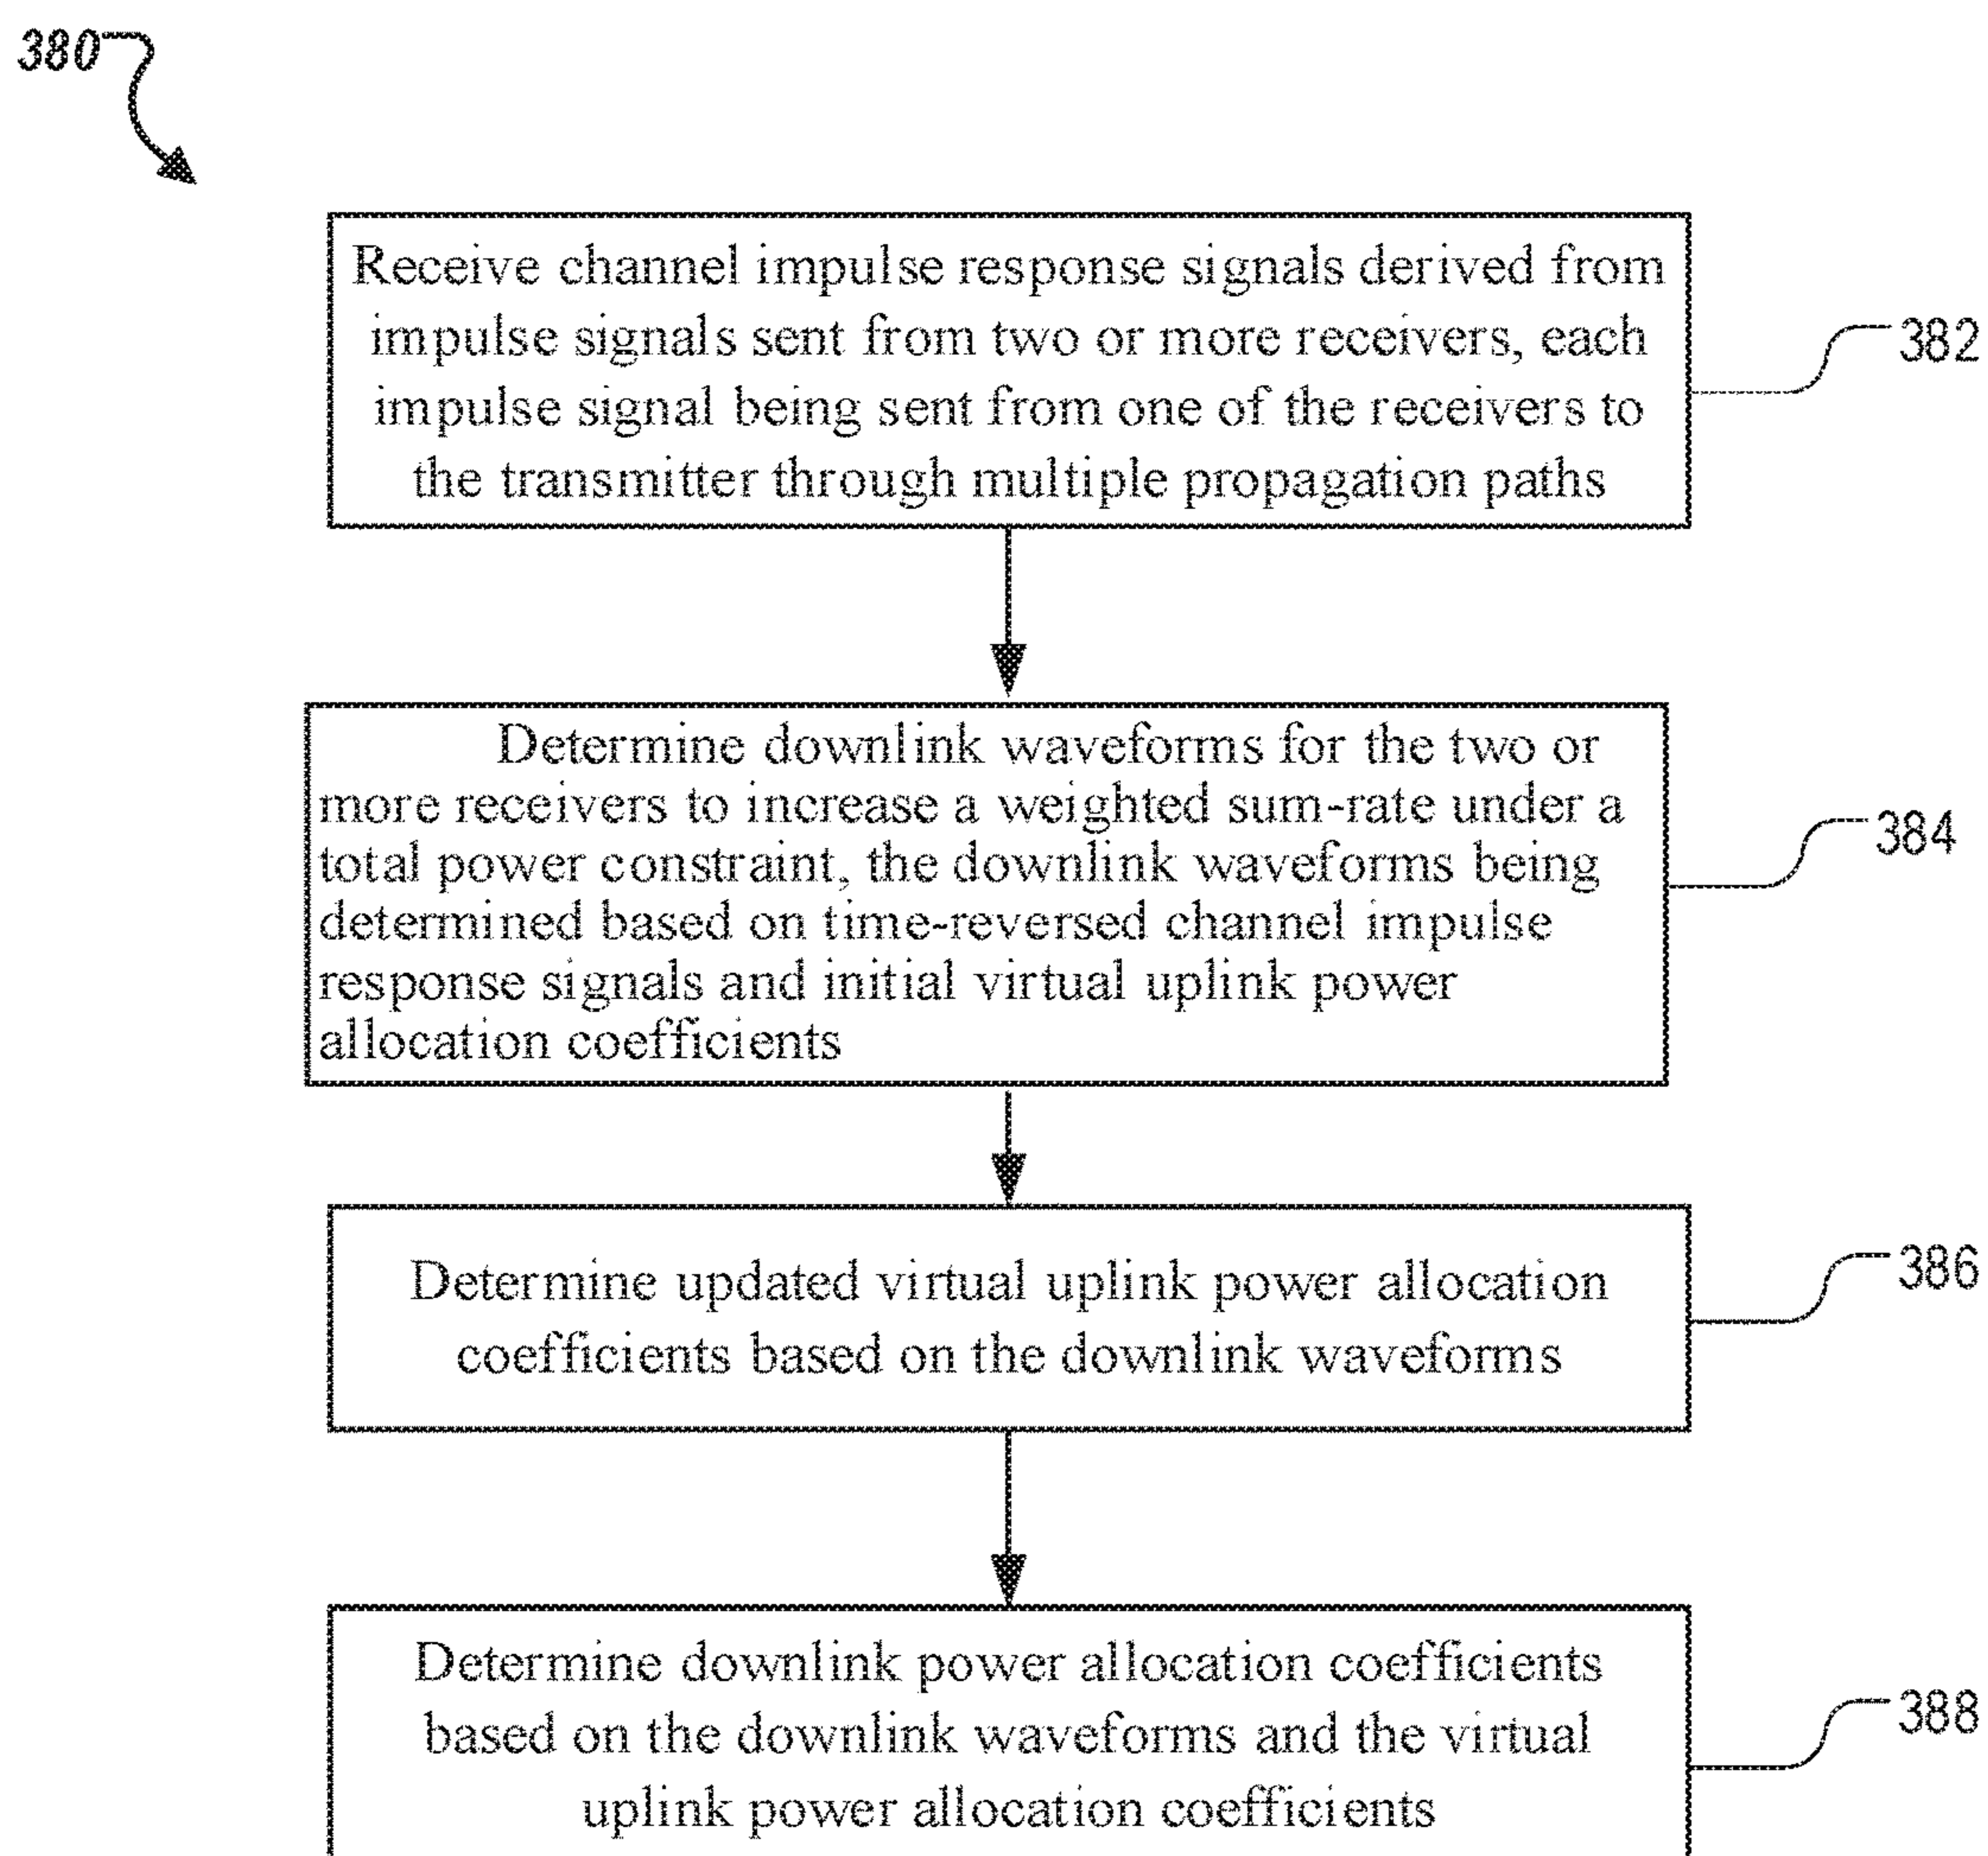 380
Receive channel impulse response signals derived from
impulse signals sent from two or more receivers, each
impulse signal being sent from one of the receivers to
the transmitter through multiple propagation paths
382
Determine downlink waveforms for the two or
more receivers to increase a weighted sum-rate under a
total power constraint, the downlink waveforms being
determined based on time-reversed channel impulse
response signals and initial virtual uplink power
allocation coefficients
384
Determine updated virtual uplink power allocation
coefficients based on the downlink waveforms
386
Determine downlink power allocation coefficients
based on the downlink waveforms and the virtual
uplink power allocation coefficients
388